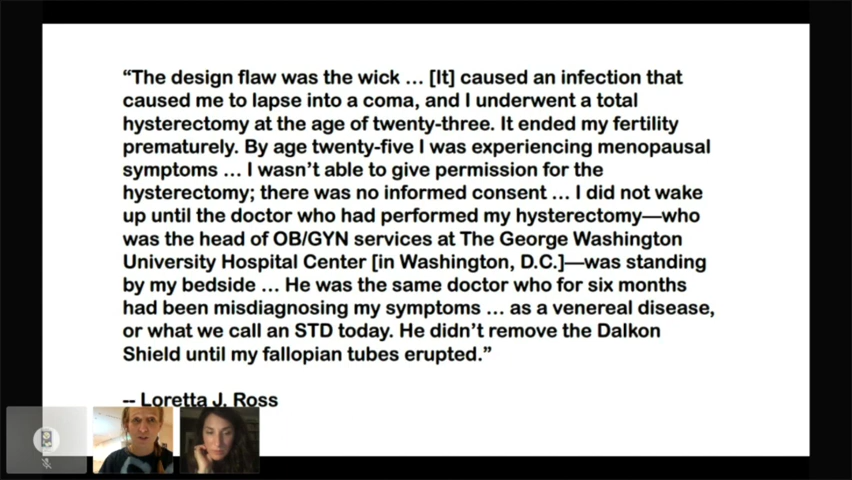 “The design flaw was the wick … [It] caused an infection that
caused me to lapse into a coma, and I underwent a total
hysterectomy at the age of twenty-three. It ended my fertility
prematurely. By age twenty-five I was experiencing menopausal
symptoms … I wasn’t able to give permission for the
hysterectomy; there was no informed consent … I did not wake
up until the doctor who had performed my hysterectomy—who
was the head of OB/GYN services at The George Washington
University Hospital Center [in Washington, D.C.]—was standing
by my bedside … He was the same doctor who for six months
had been misdiagnosing my symptoms … as a venereal disease,
or what we call an STD today. He didn’t remove the Dalkon
Shield until my fallopian tubes erupted.”
-- Loretta J. Ross